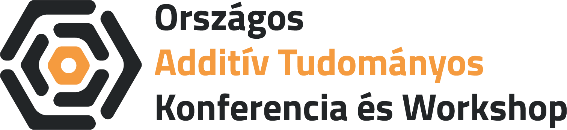 Országos
Additív Tudományos
Konferencia és Workshop